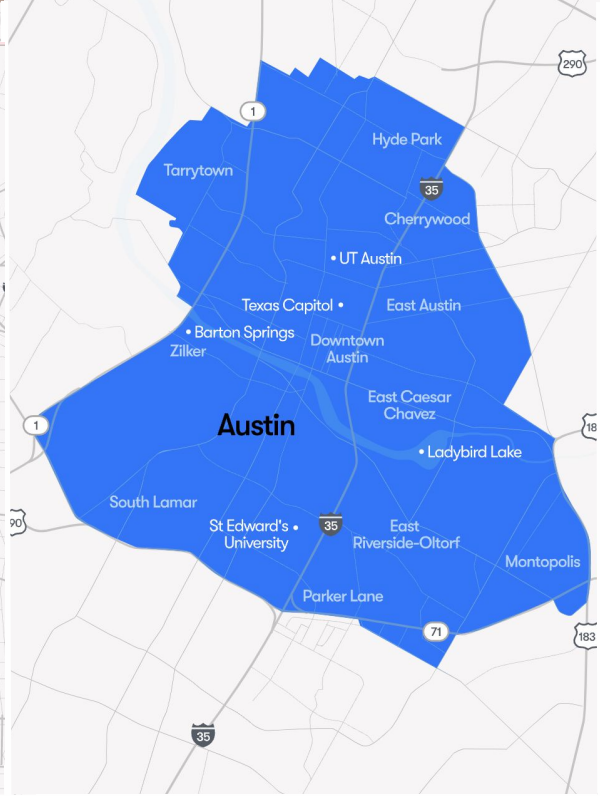 290
1
Hyde Park
Tarrytown
35
Cherrywood
UT Austin
Texas Capitol
East Austin
Barton Springs
Downtown
Austin
Zilker
East Caesar
Chavez
1
Austin
18
Ladybird Lake
South Lamar
90
St Edward's
University
35
East
Riverside-Oltorf
Montopolis
Parker Lane
71
183
35